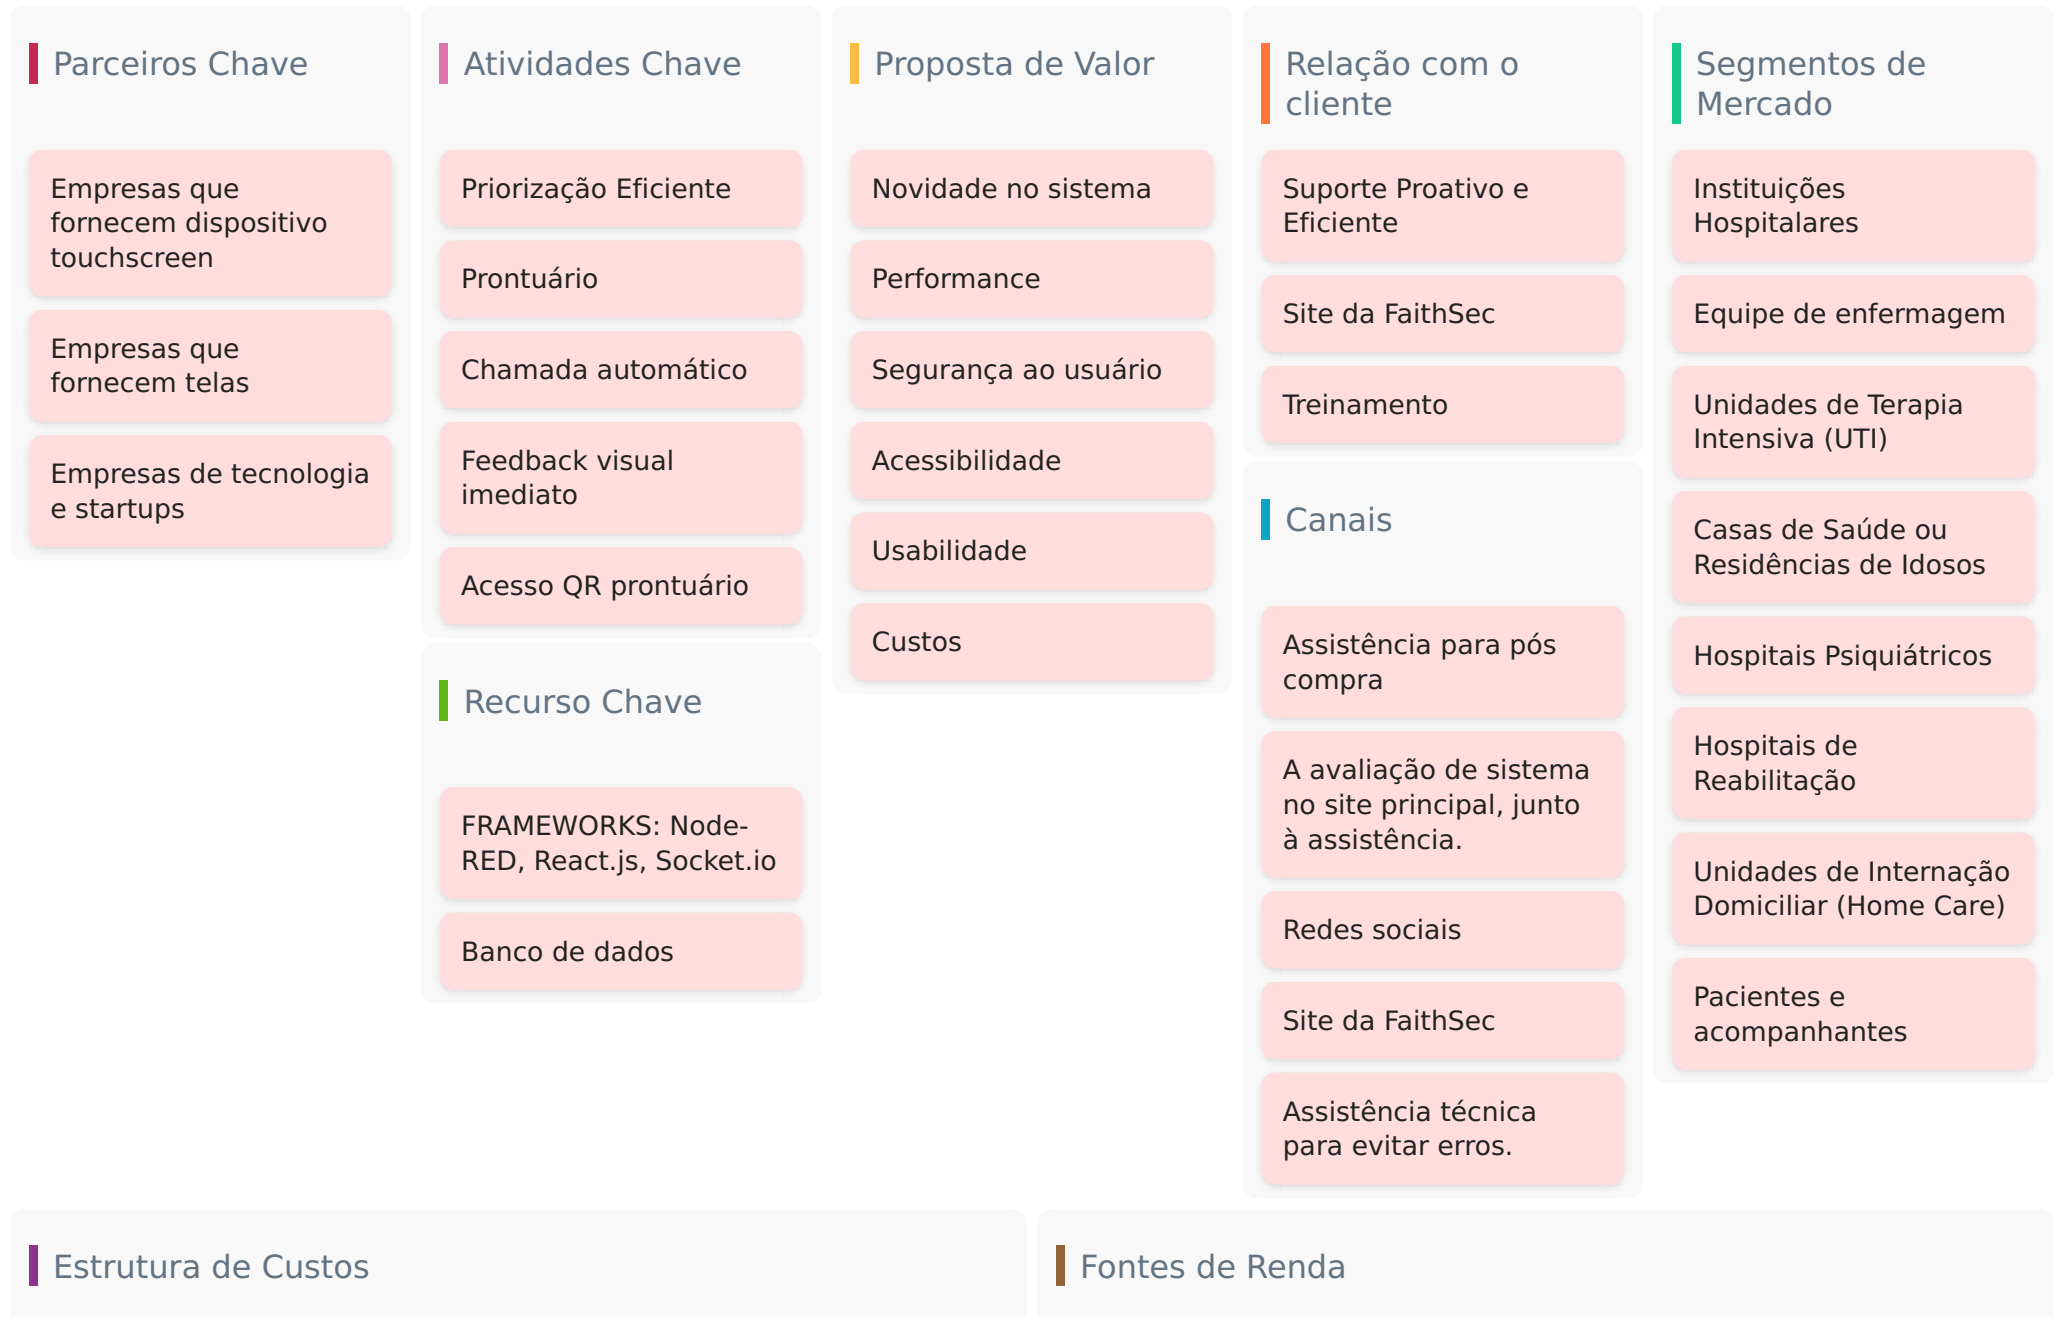 Parceiros Chave
Empresas que
fornecem dispositivo
touchscreen
Empresas que
fornecem telas
Empresas de tecnologia
e startups
Atividades Chave
Priorização Eficiente
Prontuário
Chamada automático
Feedback visual
imediato
Acesso QR prontuário
Recurso Chave
FRAMEWORKS: Node-
RED, React.js, Socket.io
Banco de dados
Proposta de Valor
Novidade no sistema
Performance
Segurança ao usuário
Acessibilidade
Usabilidade
Custos
Relação com o
cliente
Suporte Proativo e
Eficiente
Site da FaithSec
Treinamento
Canais
Assistência para pós
compra
A avaliação de sistema
no site principal, junto
à assistência.
Redes sociais
Site da FaithSec
Assistência técnica
para evitar erros.
Segmentos de
Mercado
Instituições
Hospitalares
Equipe de enfermagem
Unidades de Terapia
Intensiva (UTI)
Casas de Saúde ou
Residências de Idosos
Hospitais Psiquiátricos
Hospitais de
Reabilitação
Unidades de Internação
Domiciliar (Home Care)
Pacientes e
acompanhantes
Estrutura de Custos
Fontes de Renda